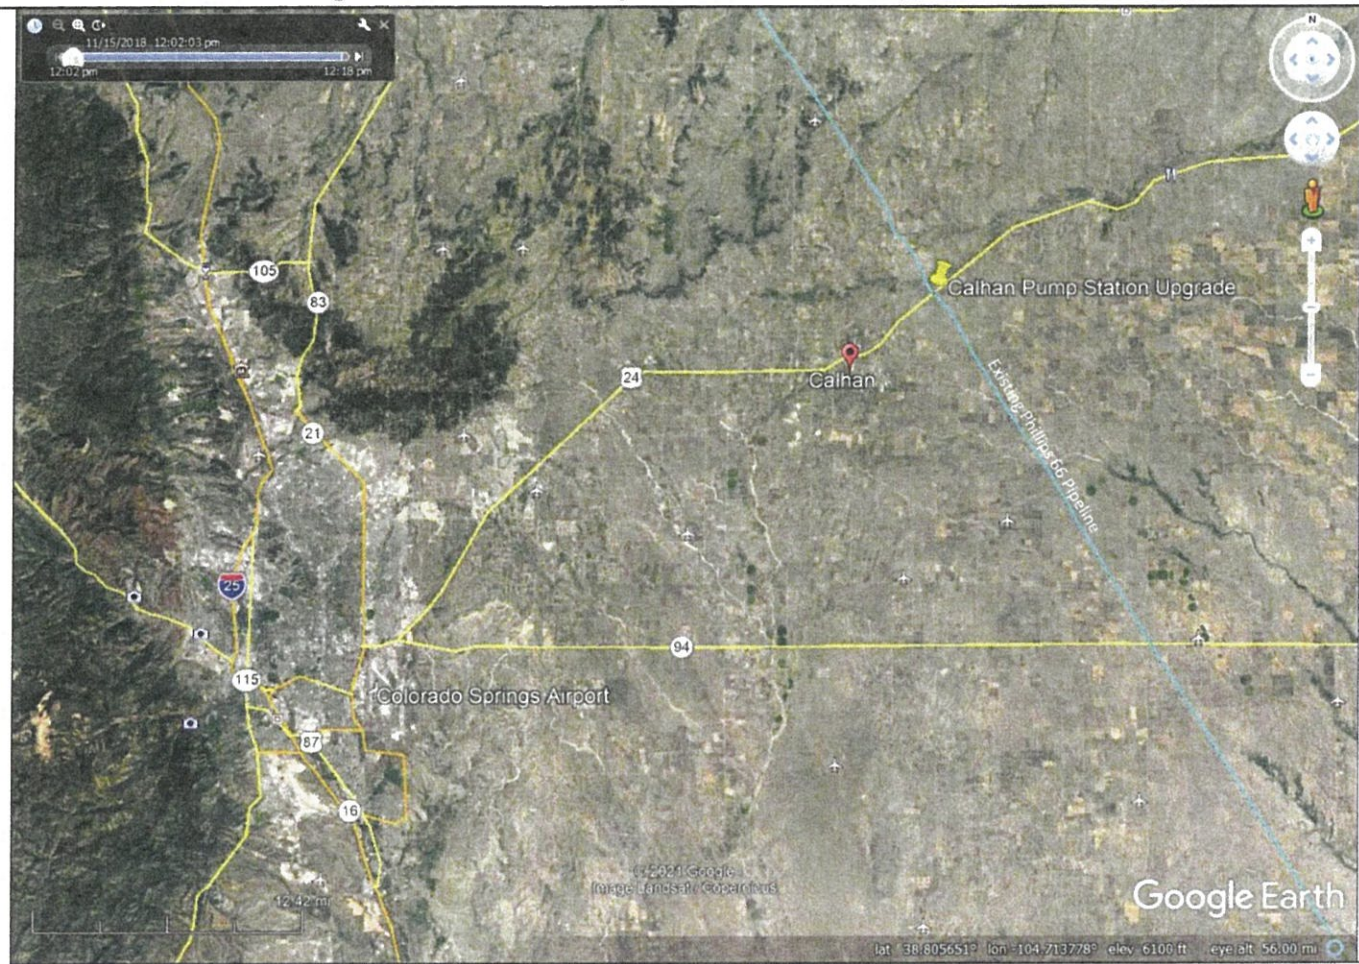 11/15/2018 12:02:03 pm
12:02 pm
12:18 pm
N
105
83
Calhan Pump Station Upgrade
24
Calhan
Existing Phillips 66 Pipeline
21
25
94
115
Colorado Springs Airport
87
16
© 2021 Google
Image Landsat / Copernicus
12.42 mi
Google Earth
lat 38.805651° lon -104.713778° elev 6100 ft eye alt 56.00 mi